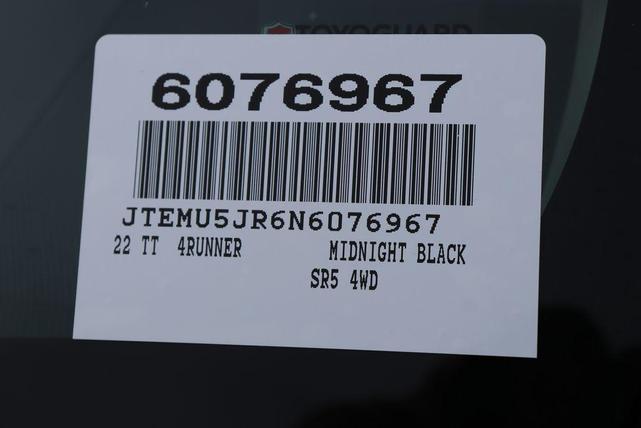 TOYOGUARD
6076967
JTEMU5JR6N6076967
22 TT 4RUNNER MIDNIGHT BLACK
SR5 4WD